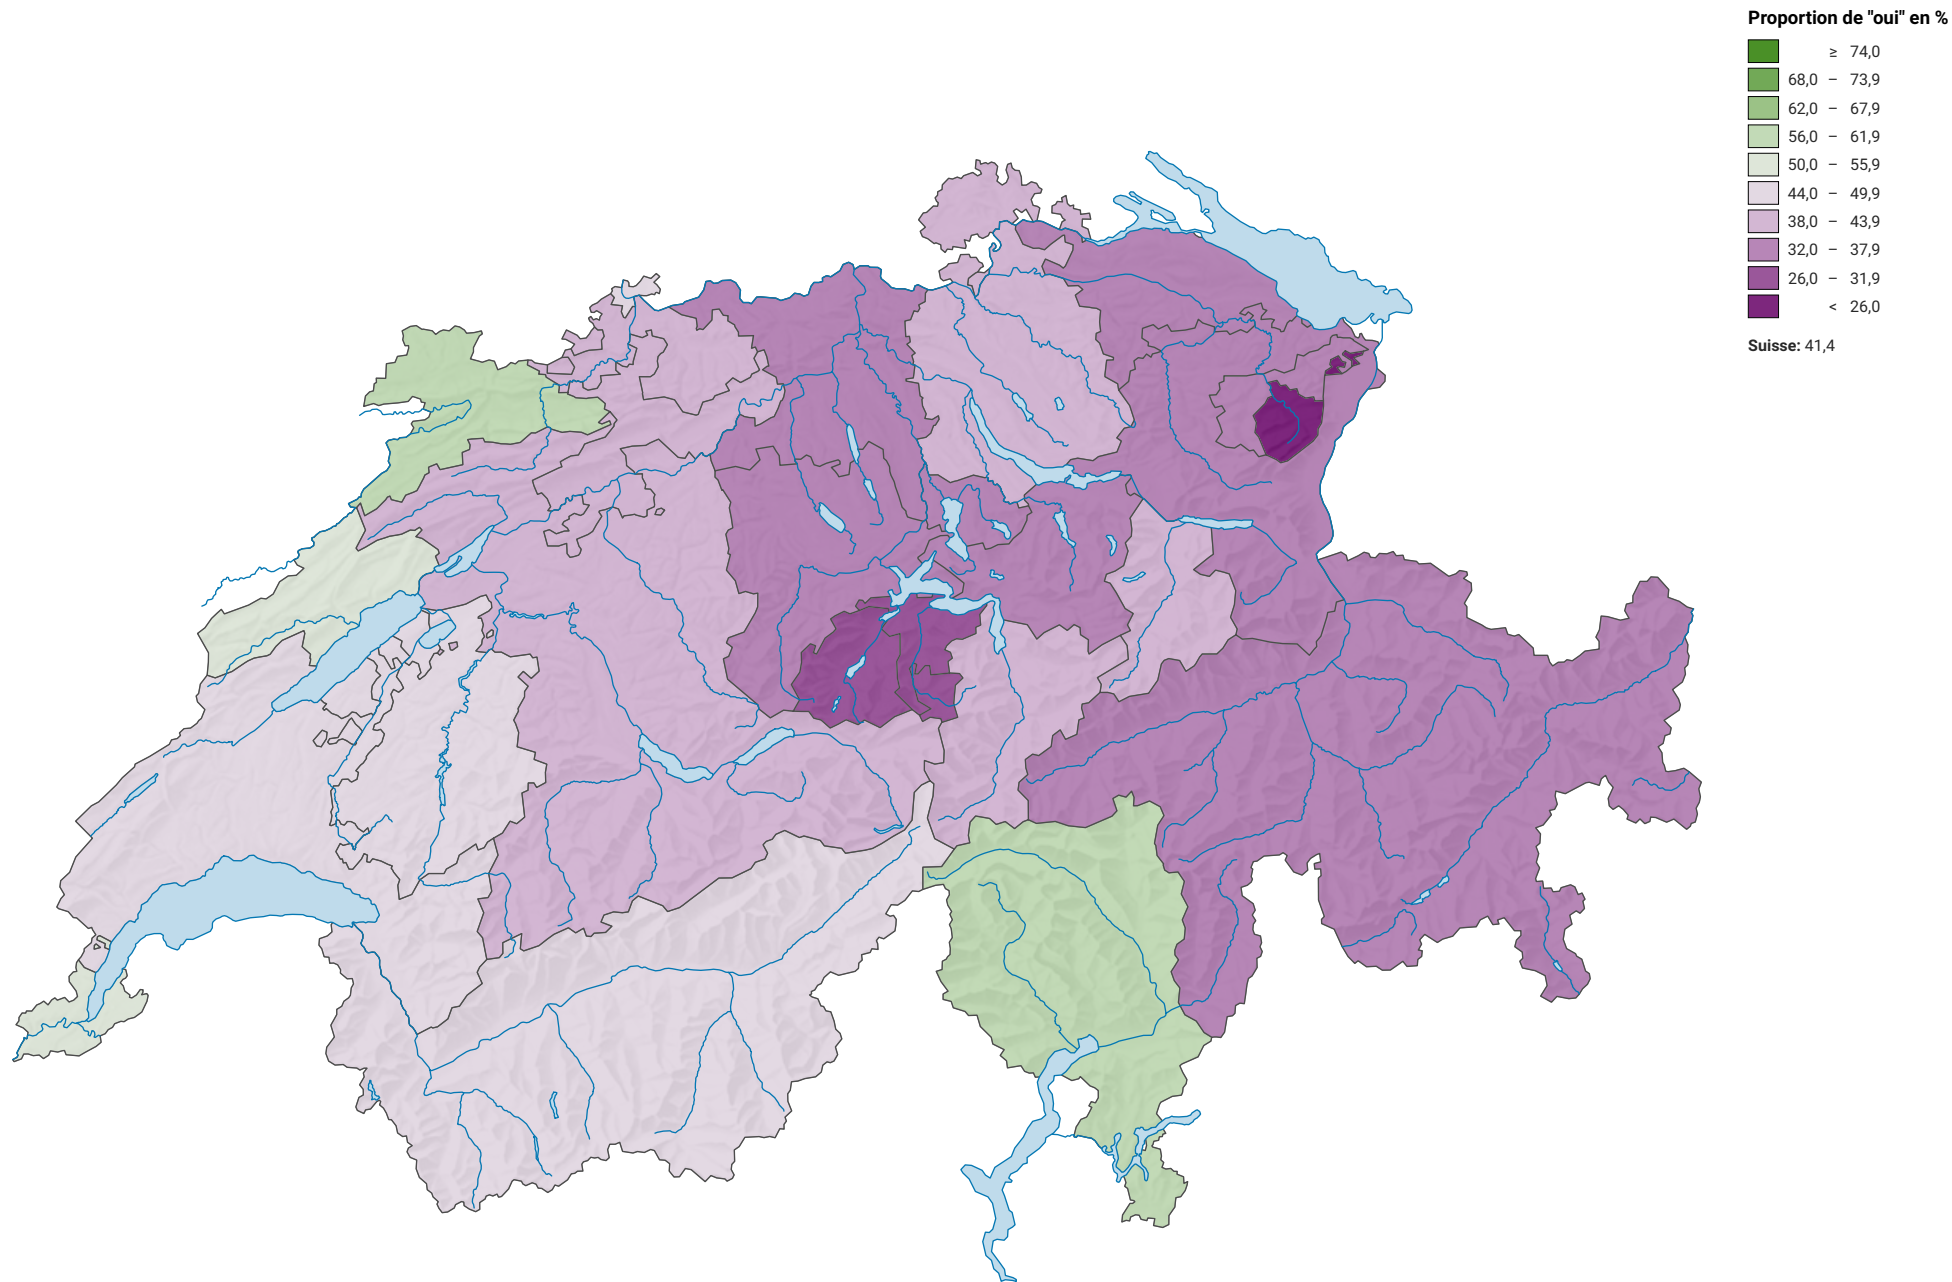 Proportion de "oui" en %
≥ 74,0
68,0 – 73,9
62,0 – 67,9
56,0 – 61,9
50,0 – 55,9
44,0 – 49,9
38,0 – 43,9
32,0 – 37,9
26,0 – 31,9
< 26,0
Suisse: 41,4